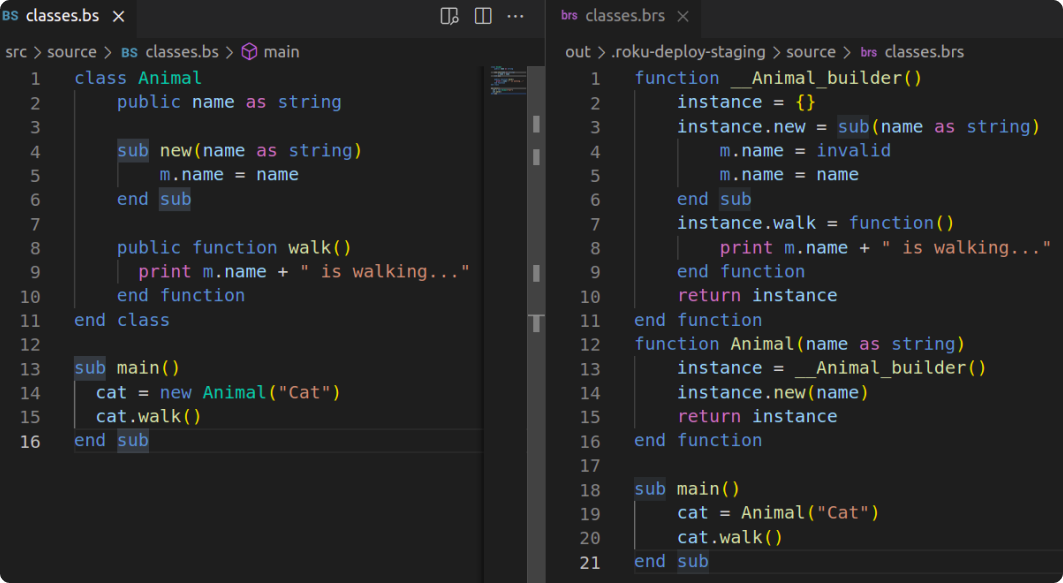 BS classes.bs ×
src > source > BS classes.bs > main
1 class Animal
2     public name as string
3
4     sub new(name as string)
5         m.name = name
6     end sub
7
8     public function walk()
9       print m.name + " is walking..."
10     end function
11 end class
12
13 sub main()
14   cat = new Animal("Cat")
15   cat.walk()
16 end sub
brs classes.brs ×
out > .roku-deploy-staging > source > brs classes.brs
1 function __Animal_builder()
2     instance = {}
3     instance.new = sub(name as string)
4         m.name = invalid
5         m.name = name
6     end sub
7     instance.walk = function()
8         print m.name + " is walking..."
9     end function
10     return instance
11 end function
12 function Animal(name as string)
13     instance = __Animal_builder()
14     instance.new(name)
15     return instance
16 end function
17
18 sub main()
19     cat = Animal("Cat")
20     cat.walk()
21 end sub